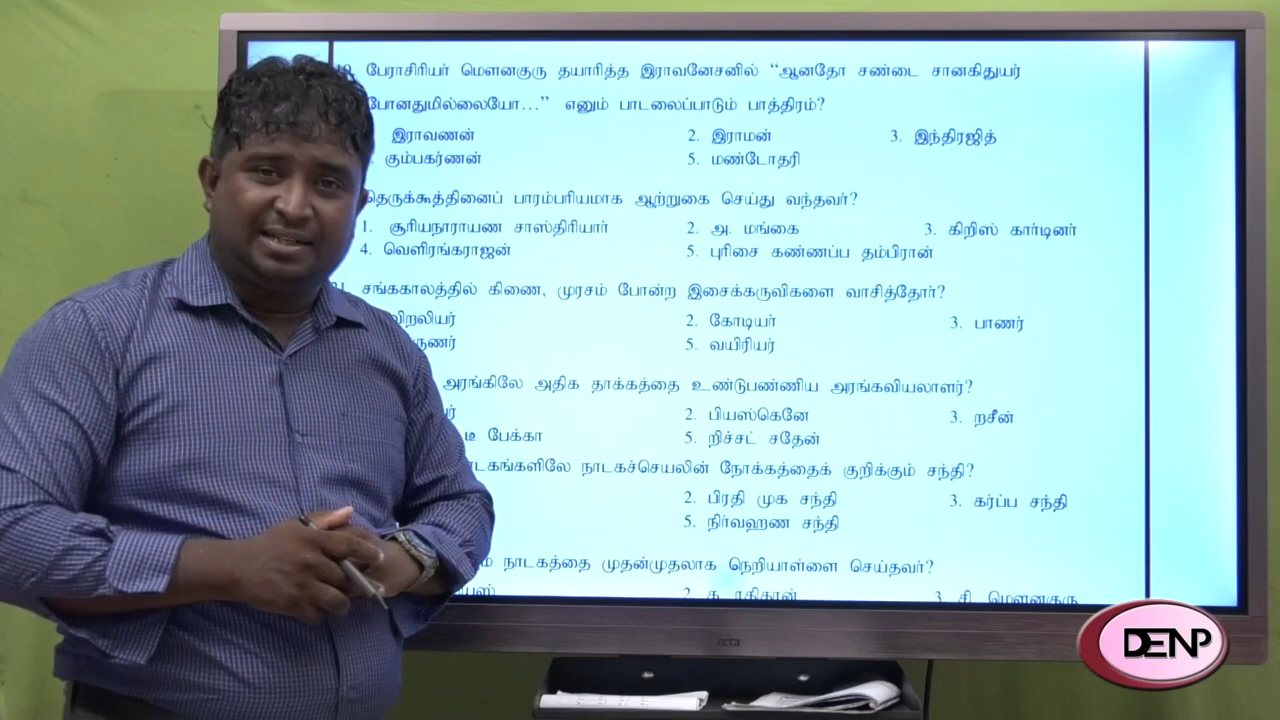 பேராசிரியர் மௌனகுரு தயாரித்த இராவனேசனில் “ஆனதோ சண்டை சானகிதுயர்
போனதுமில்லையோ...” எனும் பாடலைப்பாடும் பாத்திரம்?
இராவணன் 2. இராமன் 3. இந்திரஜித்
கும்பகர்ணன் 5. மண்டோதரி
தெருக்கூத்தினைப் பாரம்பரியமாக ஆற்றுகை செய்து வந்தவர்?
1. சூரியநாராயண சாஸ்திரியார் 2. அ. மங்கை 3. கிறிஸ் கார்டினர்
4. வெளிரங்கராஜன் 5. புரிசை கண்ணப்ப தம்பிரான்
சங்ககாலத்தில் கிணை, முரசம் போன்ற இசைக்கருவிகளை வாசித்தோர்?
விறலியர் 2. கோடியர் 3. பாணர்
5. வயிரியர்
அரங்கிலே அதிக தாக்கத்தை உண்டுபண்ணிய அரங்கவியலாளர்?
2. பியஸ்கெனே 3. றசீன்
டீ பேக்கா 5. றிச்சட் சதேன்
நாடகச்செயலின் நோக்கத்தைக் குறிக்கும் சந்தி?
2. பிரதி முக சந்தி 3. கர்ப்ப சந்தி
5. நிர்வஹண சந்தி
நாடகத்தை முதன்முதலாக நெறியாள்ளை செய்தவர்?
3. சி. மௌனகுரு
octa
DENP